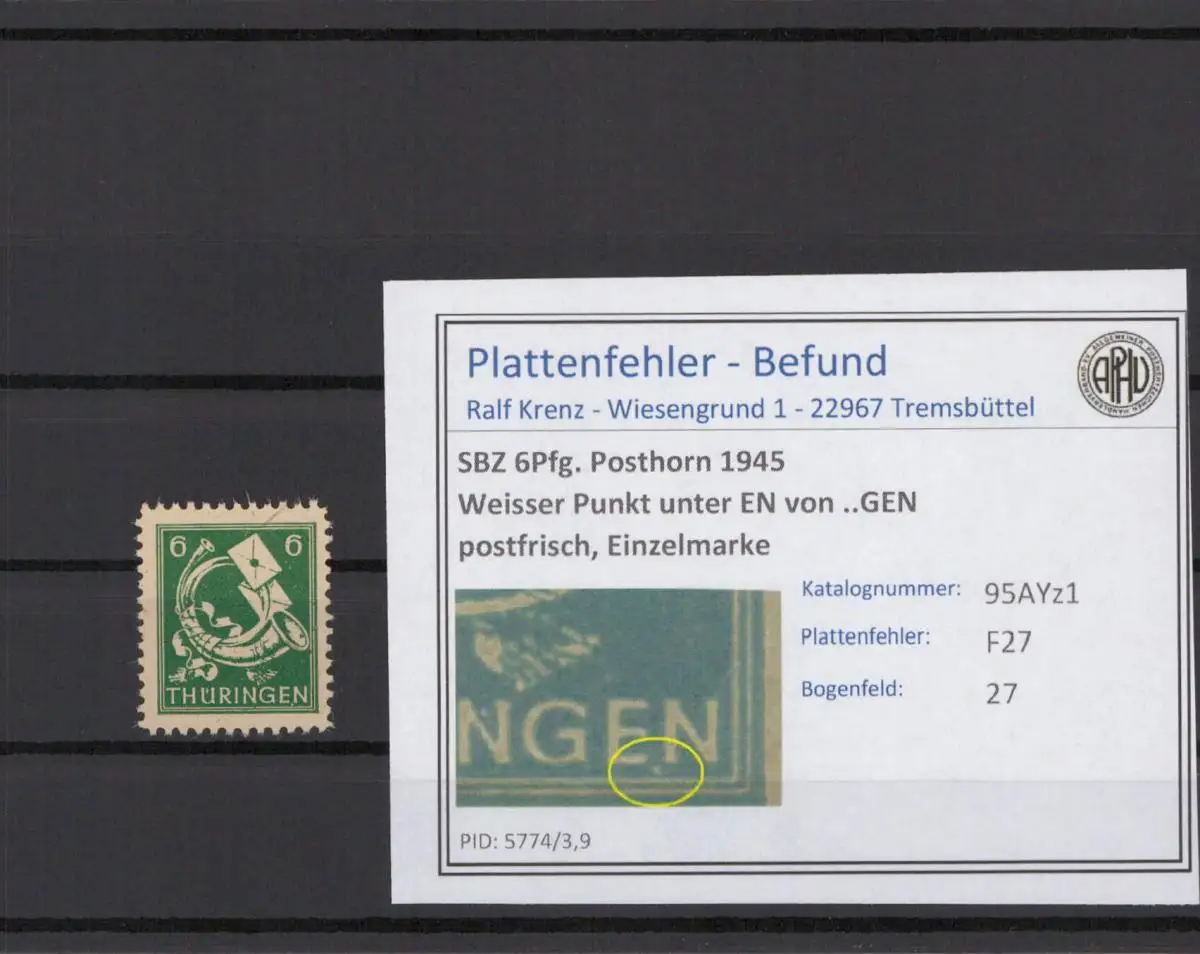 6 6
THÜRINGEN
Plattenfehler - Befund
Ralf Krenz - Wiesengrund 1 - 22967 Tremsbüttel
APHV
SBZ 6Pfg. Posthorn 1945
Weisser Punkt unter EN von ..GEN
postfrisch, Einzelmarke
Katalognummer: 95AYz1
Plattenfehler: F27
Bogenfeld: 27
NGEN
PID: 5774/3,9